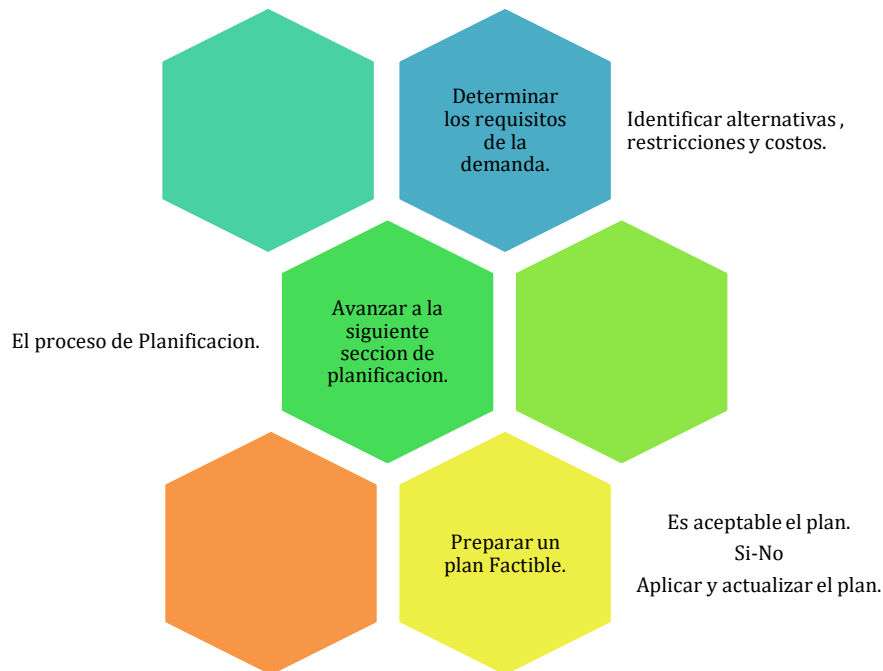 Determinar
los requisitos
de la
demanda.
Identificar alternativas ,
restricciones y costos.
El proceso de Planificacion.
Avanzar a la
siguiente
seccion de
planificacion.
Preparar un
plan Factible.
Es aceptable el plan.
Si-No
Aplicar y actualizar el plan.